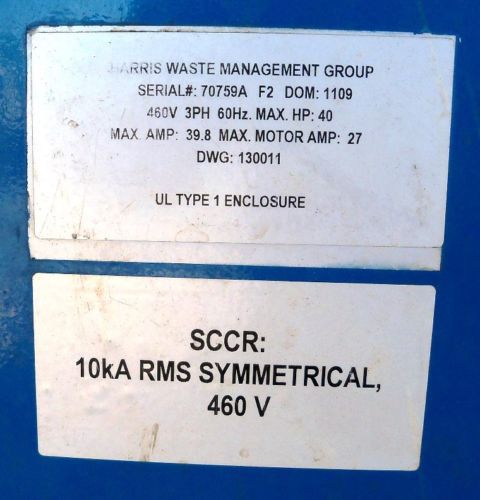 HARRIS WASTE MANAGEMENT GROUP
SERIAL#: 70759A F2 DOM: 1109
460V 3PH 60Hz. MAX. HP: 40
MAX. AMP: 39.8 MAX. MOTOR AMP: 27
DWG: 130011
UL TYPE 1 ENCLOSURE
SCCR:
10kA RMS SYMMETRICAL,
460 V